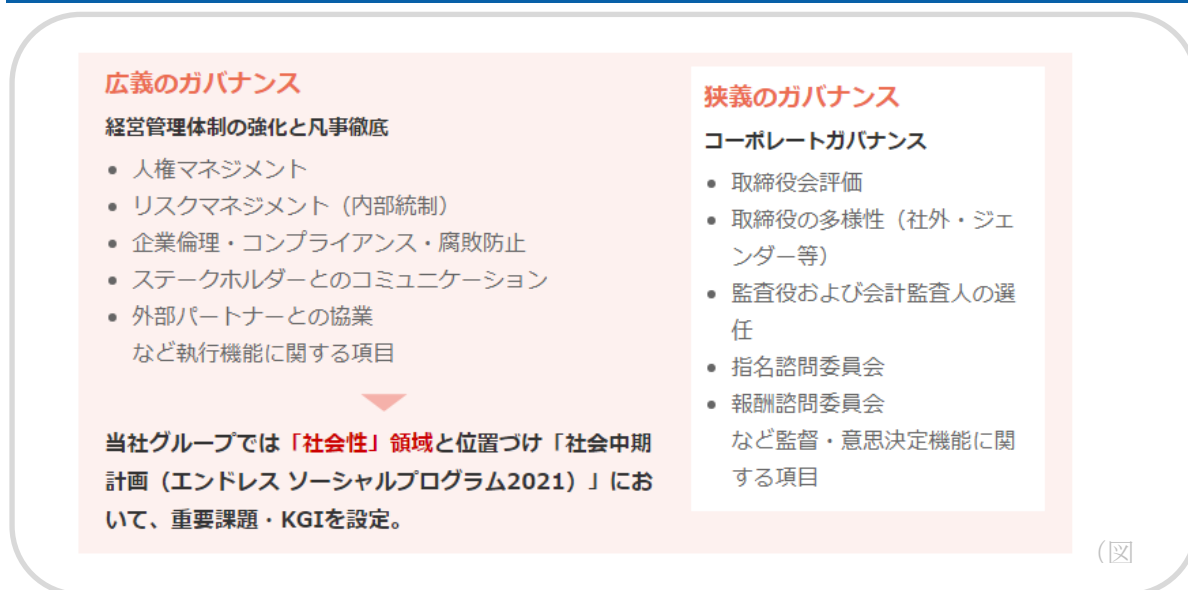 広義のガバナンス
経営管理体制の強化と凡事徹底
• 人権マネジメント
• リスクマネジメント（内部統制）
• 企業倫理・コンプライアンス・腐敗防止
• ステークホルダーとのコミュニケーション
• 外部パートナーとの協業
など執行機能に関する項目
当社グループでは「社会性」領域と位置づけ「社会中期
計画（エンドレス ソーシャルプログラム2021）」にお
いて、重要課題・KGIを設定。
狭義のガバナンス
コーポレートガバナンス
• 取締役会評価
• 取締役の多様性（社外・ジェ
ンダー等）
• 監査役および会計監査人の選
任
• 指名諮問委員会
• 報酬諮問委員会
など監督・意思決定機能に関
する項目
（図